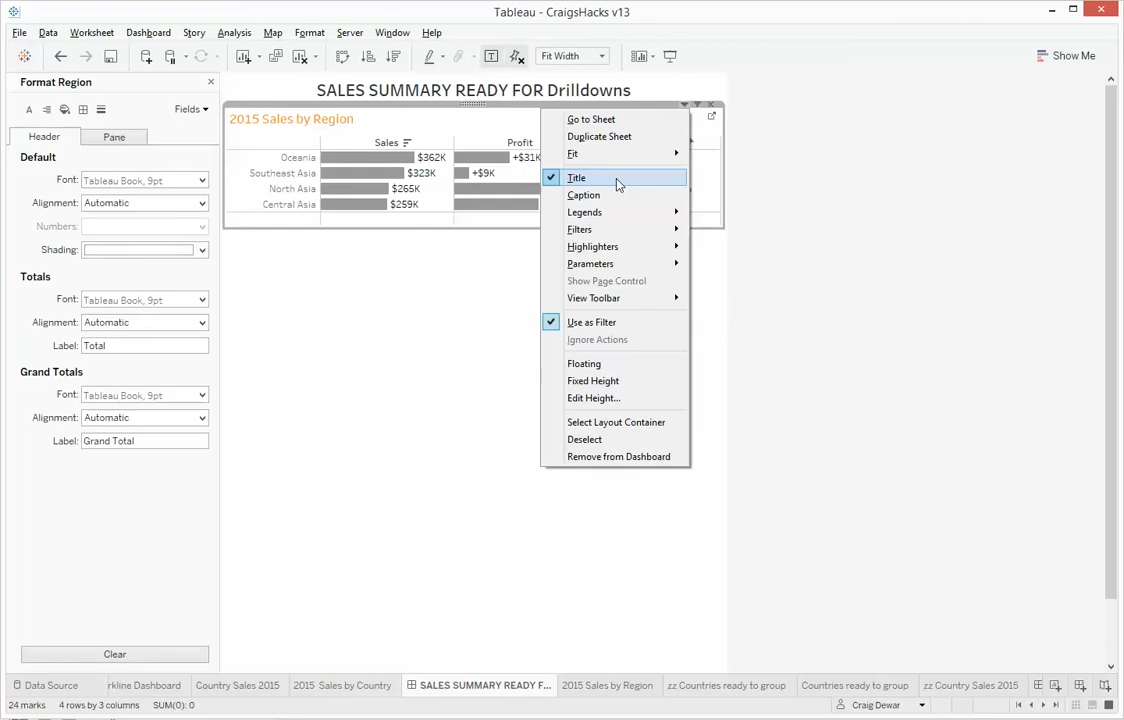 Tableau - CraigsHacks v13
File Data Worksheet Dashboard Story Analysis Map Format Server Window Help
Fit Width
Show Me
Format Region
Fields
Header Pane
Default
Font: Tableau Book, 9pt
Alignment: Automatic
Numbers:
Shading:
Totals
Font: Tableau Book, 9pt
Alignment: Automatic
Label: Total
Grand Totals
Font: Tableau Book, 9pt
Alignment: Automatic
Label: Grand Total
Clear
SALES SUMMARY READY FOR Drilldowns
2015 Sales by Region
Sales Profit
Oceania $362K +$31K
Southeast Asia $323K +$9K
North Asia $265K
Central Asia $259K
Go to Sheet
Duplicate Sheet
Fit
Title
Caption
Legends
Filters
Highlighters
Parameters
Show Page Control
View Toolbar
Use as Filter
Ignore Actions
Floating
Fixed Height
Edit Height...
Select Layout Container
Deselect
Remove from Dashboard
Data Source rkline Dashboard Country Sales 2015 2015 Sales by Country SALES SUMMARY READY F... 2015 Sales by Region zz Countries ready to group Countries ready to group zz Country Sales 2015
24 marks 4 rows by 3 columns SUM(0): 0 Craig Dewar